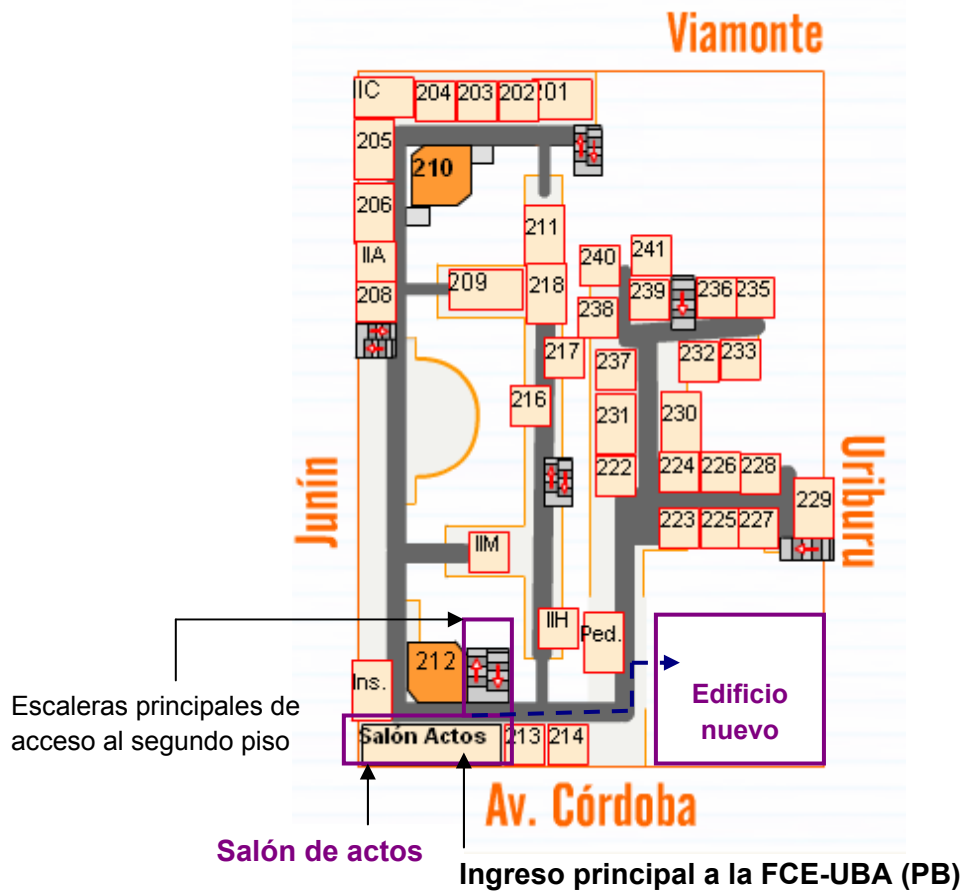 Viamonte
IIC
204
203
202
201
205
210
206
211
IIA
240
241
209
218
208
239
236
235
238
217
237
232
233
216
231
230
222
224
226
228
229
Junín
Uriburu
223
225
227
IIM
IIH
Ped.
212
Ins.
Edificio
nuevo
Escaleras principales de
acceso al segundo piso
Salón Actos
213
214
Av. Córdoba
Salón de actos
Ingreso principal a la FCE-UBA (PB)